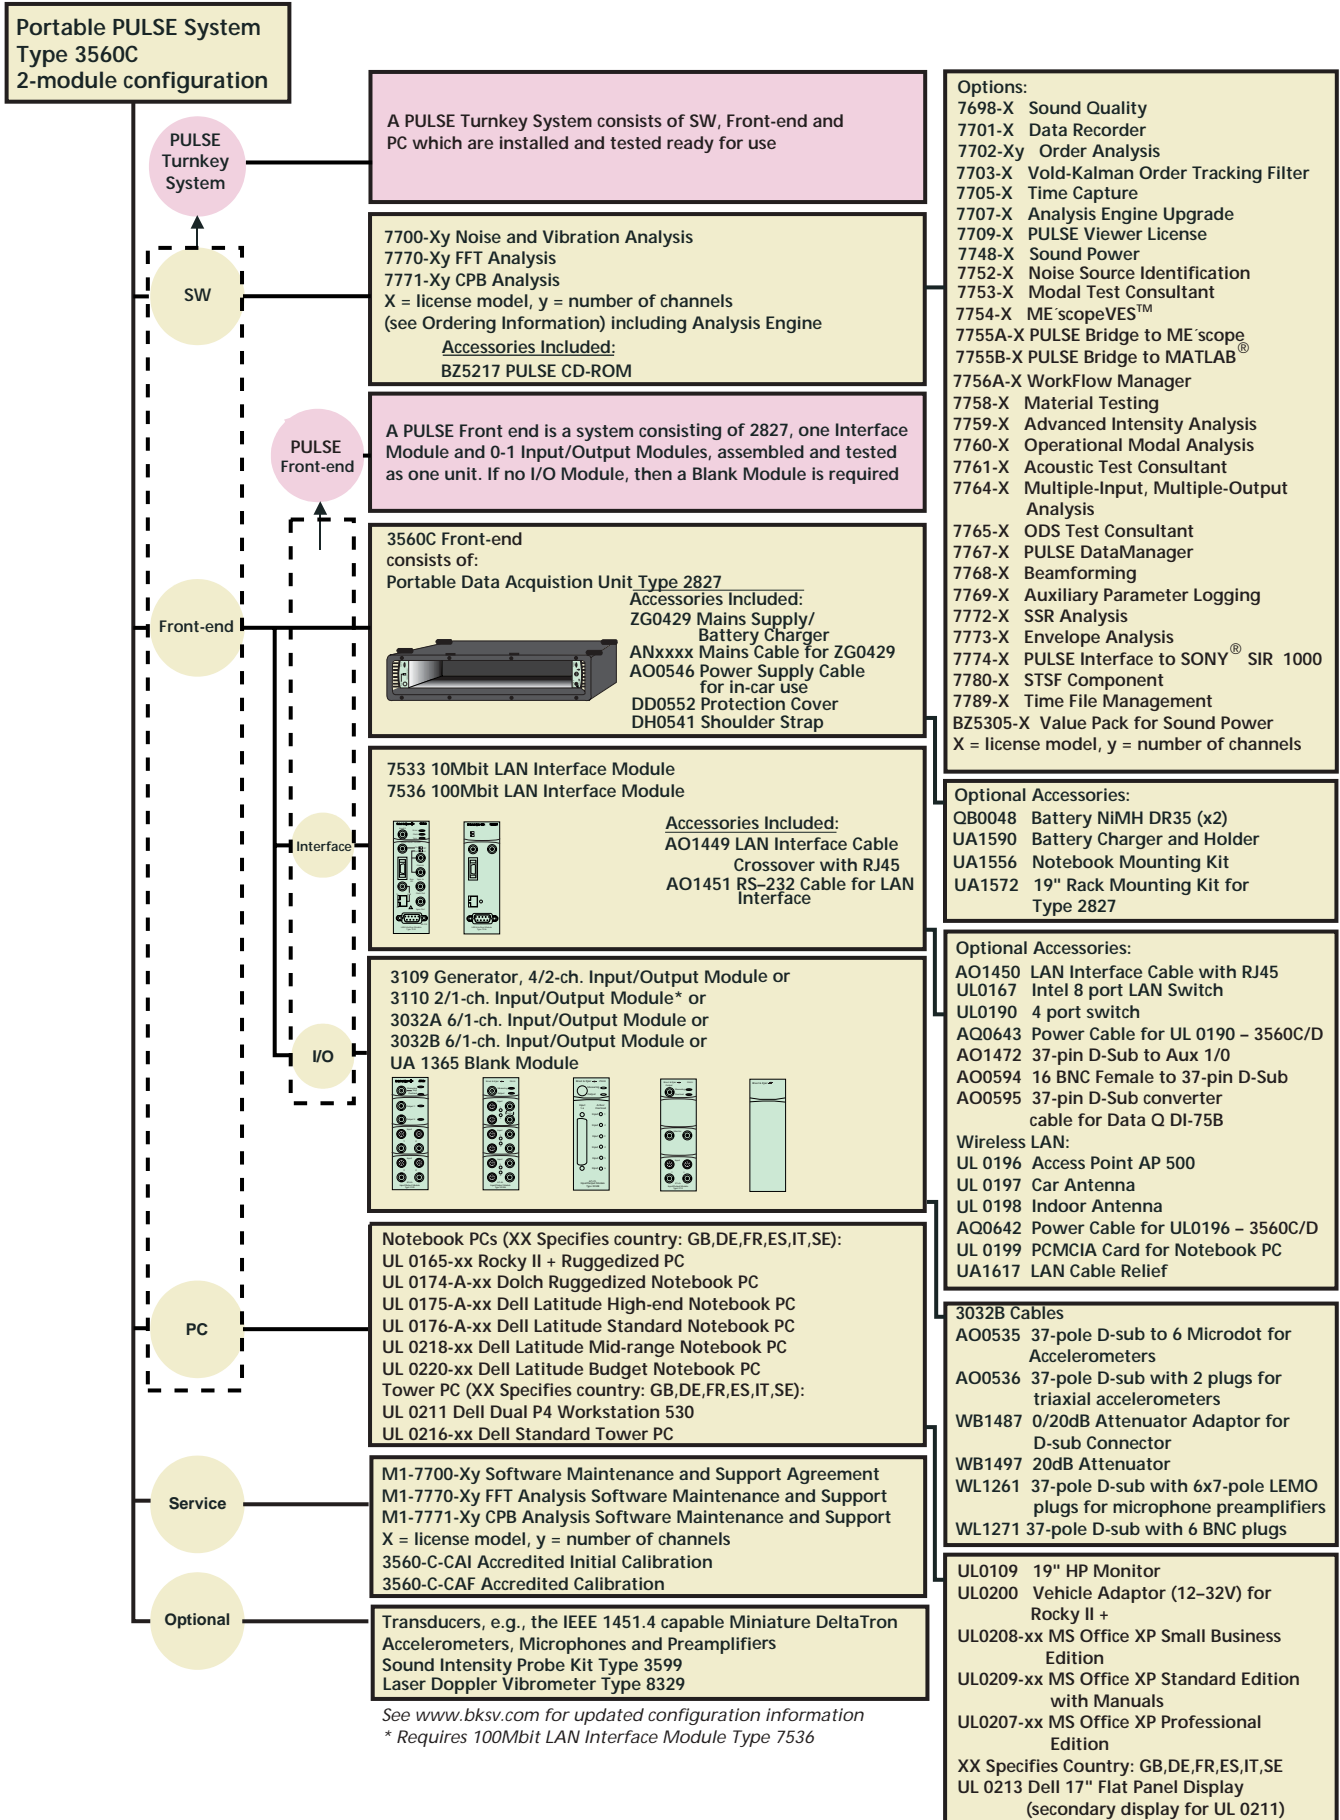 Portable PULSE System
Type 3560C
2-module configuration
PULSE
Turnkey
System
A PULSE Turnkey System consists of SW, Front-end and
PC which are installed and tested ready for use
SW
7700-Xy Noise and Vibration Analysis
7770-Xy FFT Analysis
7771-Xy CPB Analysis
X = license model, y = number of channels
(see Ordering Information) including Analysis Engine
Accessories Included:
BZ5217 PULSE CD-ROM
Options:
7698-X Sound Quality
7701-X Data Recorder
7702-Xy Order Analysis
7703-X Vold-Kalman Order Tracking Filter
7705-X Time Capture
7707-X Analysis Engine Upgrade
7709-X PULSE Viewer License
7748-X Sound Power
7752-X Noise Source Identification
7753-X Modal Test Consultant
7754-X ME´scopeVES™
7755A-X PULSE Bridge to ME´scope
7755B-X PULSE Bridge to MATLAB®
7756A-X WorkFlow Manager
7758-X Material Testing
7759-X Advanced Intensity Analysis
7760-X Operational Modal Analysis
7761-X Acoustic Test Consultant
7764-X Multiple-Input, Multiple-Output
Analysis
7765-X ODS Test Consultant
7767-X PULSE DataManager
7768-X Beamforming
7769-X Auxiliary Parameter Logging
7772-X SSR Analysis
7773-X Envelope Analysis
7774-X PULSE Interface to SONY® SIR 1000
7780-X STSF Component
7789-X Time File Management
BZ5305-X Value Pack for Sound Power
X = license model, y = number of channels
PULSE
Front-end
A PULSE Front end is a system consisting of 2827, one Interface
Module and 0-1 Input/Output Modules, assembled and tested
as one unit. If no I/O Module, then a Blank Module is required
Front-end
3560C Front-end
consists of:
Portable Data Acquistion Unit Type 2827
Accessories Included:
ZG0429 Mains Supply/
Battery Charger
ANxxxx Mains Cable for ZG0429
AO0546 Power Supply Cable
for in-car use
DD0552 Protection Cover
DH0541 Shoulder Strap
Optional Accessories:
QB0048 Battery NiMH DR35 (x2)
UA1590 Battery Charger and Holder
UA1556 Notebook Mounting Kit
UA1572 19" Rack Mounting Kit for
Type 2827
Interface
7533 10Mbit LAN Interface Module
7536 100Mbit LAN Interface Module
Accessories Included:
AO1449 LAN Interface Cable
Crossover with RJ45
AO1451 RS–232 Cable for LAN
Interface
Optional Accessories:
AO1450 LAN Interface Cable with RJ45
UL0167 Intel 8 port LAN Switch
UL0190 4 port switch
AQ0643 Power Cable for UL 0190 – 3560C/D
AO1472 37-pin D-Sub to Aux 1/0
AO0594 16 BNC Female to 37-pin D-Sub
AO0595 37-pin D-Sub converter
cable for Data Q DI-75B
Wireless LAN:
UL 0196 Access Point AP 500
UL 0197 Car Antenna
UL 0198 Indoor Antenna
AQ0642 Power Cable for UL0196 – 3560C/D
UL 0199 PCMCIA Card for Notebook PC
UA1617 LAN Cable Relief
I/O
3109 Generator, 4/2-ch. Input/Output Module or
3110 2/1-ch. Input/Output Module* or
3032A 6/1-ch. Input/Output Module or
3032B 6/1-ch. Input/Output Module or
UA 1365 Blank Module
3032B Cables
AO0535 37-pole D-sub to 6 Microdot for
Accelerometers
AO0536 37-pole D-sub with 2 plugs for
triaxial accelerometers
WB1487 0/20dB Attenuator Adaptor for
D-sub Connector
WB1497 20dB Attenuator
WL1261 37-pole D-sub with 6x7-pole LEMO
plugs for microphone preamplifiers
WL1271 37-pole D-sub with 6 BNC plugs
PC
Notebook PCs (XX Specifies country: GB,DE,FR,ES,IT,SE):
UL 0165-xx Rocky II + Ruggedized PC
UL 0174-A-xx Dolch Ruggedized Notebook PC
UL 0175-A-xx Dell Latitude High-end Notebook PC
UL 0176-A-xx Dell Latitude Standard Notebook PC
UL 0218-xx Dell Latitude Mid-range Notebook PC
UL 0220-xx Dell Latitude Budget Notebook PC
Tower PC (XX Specifies country: GB,DE,FR,ES,IT,SE):
UL 0211 Dell Dual P4 Workstation 530
UL 0216-xx Dell Standard Tower PC
UL0109 19" HP Monitor
UL0200 Vehicle Adaptor (12–32V) for
Rocky II +
UL0208-xx MS Office XP Small Business
Edition
UL0209-xx MS Office XP Standard Edition
with Manuals
UL0207-xx MS Office XP Professional
Edition
XX Specifies Country: GB,DE,FR,ES,IT,SE
UL 0213 Dell 17" Flat Panel Display
(secondary display for UL 0211)
Service
M1-7700-Xy Software Maintenance and Support Agreement
M1-7770-Xy FFT Analysis Software Maintenance and Support
M1-7771-Xy CPB Analysis Software Maintenance and Support
X = license model, y = number of channels
3560-C-CAI Accredited Initial Calibration
3560-C-CAF Accredited Calibration
Optional
Transducers, e.g., the IEEE 1451.4 capable Miniature DeltaTron
Accelerometers, Microphones and Preamplifiers
Sound Intensity Probe Kit Type 3599
Laser Doppler Vibrometer Type 8329
See www.bksv.com for updated configuration information
* Requires 100Mbit LAN Interface Module Type 7536